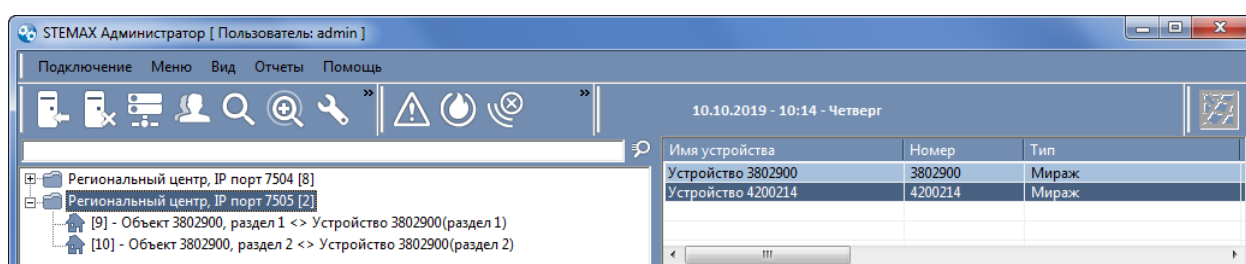 STEMAX Администратор [ Пользователь: admin ]
Подключение Меню Вид Отчеты Помощь
10.10.2019 - 10:14 - Четверг
Имя устройства Номер Тип
Устройство 3802900 3802900 Мираж
Устройство 4200214 4200214 Мираж
Региональный центр, IP порт 7504 [8]
Региональный центр, IP порт 7505 [2]
[9] - Объект 3802900, раздел 1 <> Устройство 3802900(раздел 1)
[10] - Объект 3802900, раздел 2 <> Устройство 3802900(раздел 2)